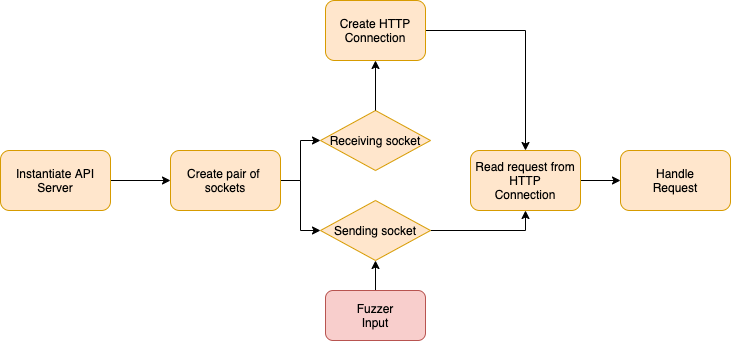 Create HTTP
Connection
Receiving socket
Instantiate API
Server
Create pair of
sockets
Read request from
HTTP
Connection
Handle
Request
Sending socket
Fuzzer
Input